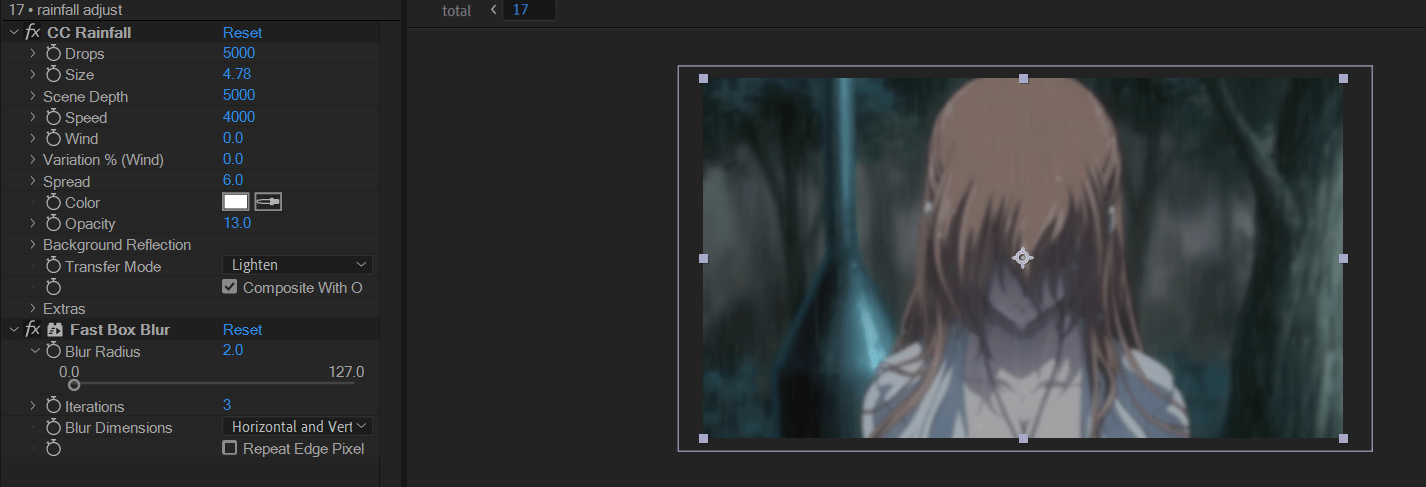 17 • rainfall adjust
total 17
fx CC Rainfall Reset
Drops 5000
Size 4.78
Scene Depth 5000
Speed 4000
Wind 0.0
Variation % (Wind) 0.0
Spread 6.0
Color
Opacity 13.0
Background Reflection
Transfer Mode Lighten
Composite With O
Extras
fx Fast Box Blur Reset
Blur Radius 2.0
0.0 127.0
Iterations 3
Blur Dimensions Horizontal and Vert
Repeat Edge Pixel